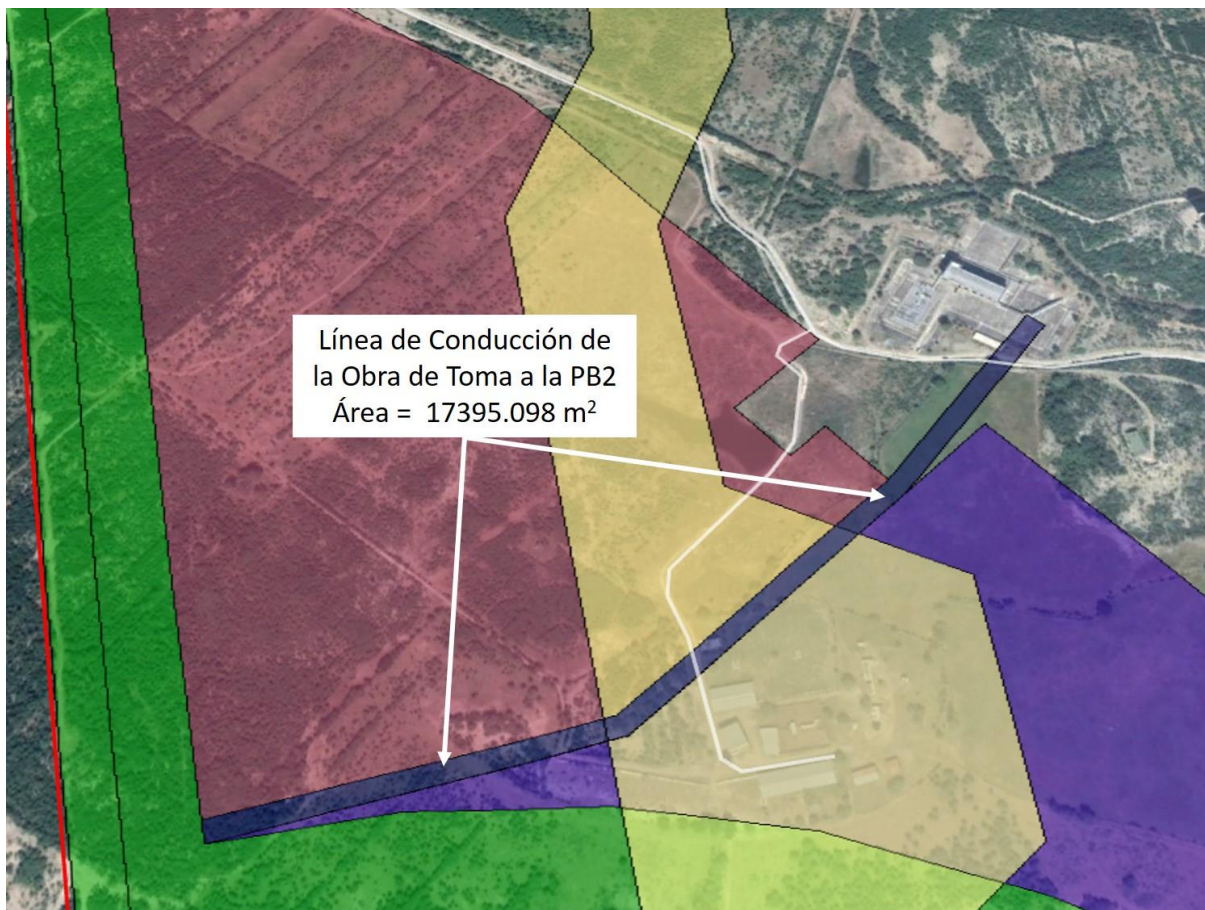 Línea de Conducción de
la Obra de Toma a la PB2
Área = 17395.098 m²